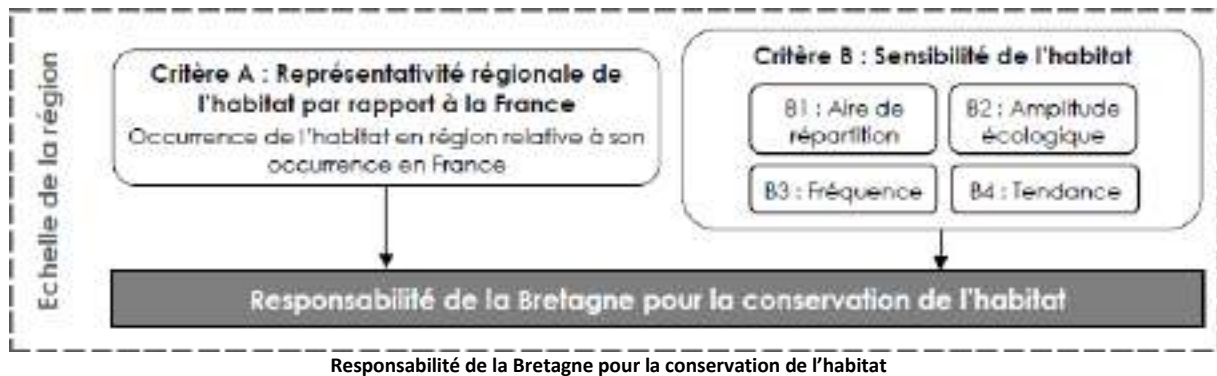 Echelle de la région
Critère A : Représentativité régionale de
l'habitat par rapport à la France
Occurrence de l'habitat en région relative à son
occurrence en France
Critère B : Sensibilité de l'habitat
B1 : Aire de
répartition
B2 : Amplitude
écologique
B3 : Fréquence
B4 : Tendance
Responsabilité de la Bretagne pour la conservation de l'habitat
Responsabilité de la Bretagne pour la conservation de l’habitat